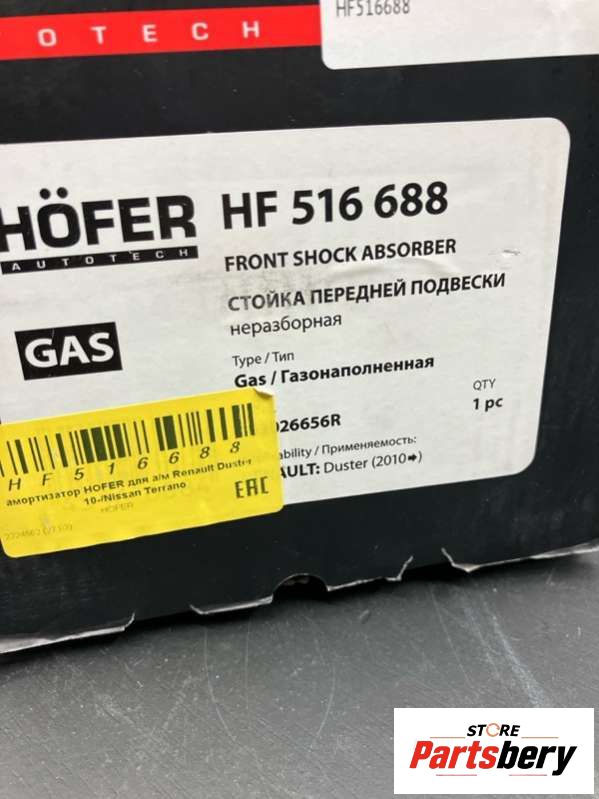 OTECH
HF516688
HÖFER
AUTOTECH
HF 516 688
FRONT SHOCK ABSORBER
СТОЙКА ПЕРЕДНЕЙ ПОДВЕСКИ
неразборная
GAS
Type / Тип
Gas / Газонаполненная
QTY
1 pc
026656R
ability / Применяемость:
AULT: Duster (2010➡)
HF516688
амортизатор HOFER для а/м Renault Duster
10-/Nissan Terrano
HOFER
EAC
STORE
Partsbery